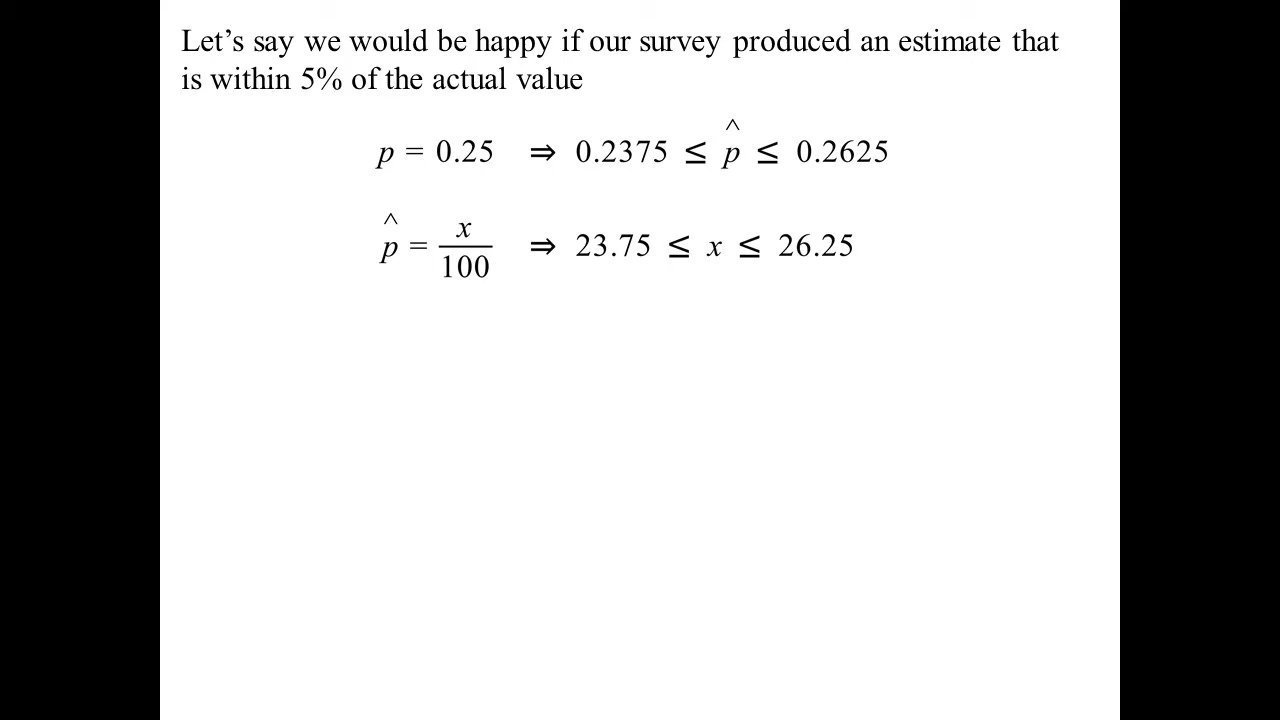 Let’s say we would be happy if our survey produced an estimate that
is within 5% of the actual value
p = 0.25 ⇒ 0.2375 ≤ p̂ ≤ 0.2625
p̂ = x/100 ⇒ 23.75 ≤ x ≤ 26.25